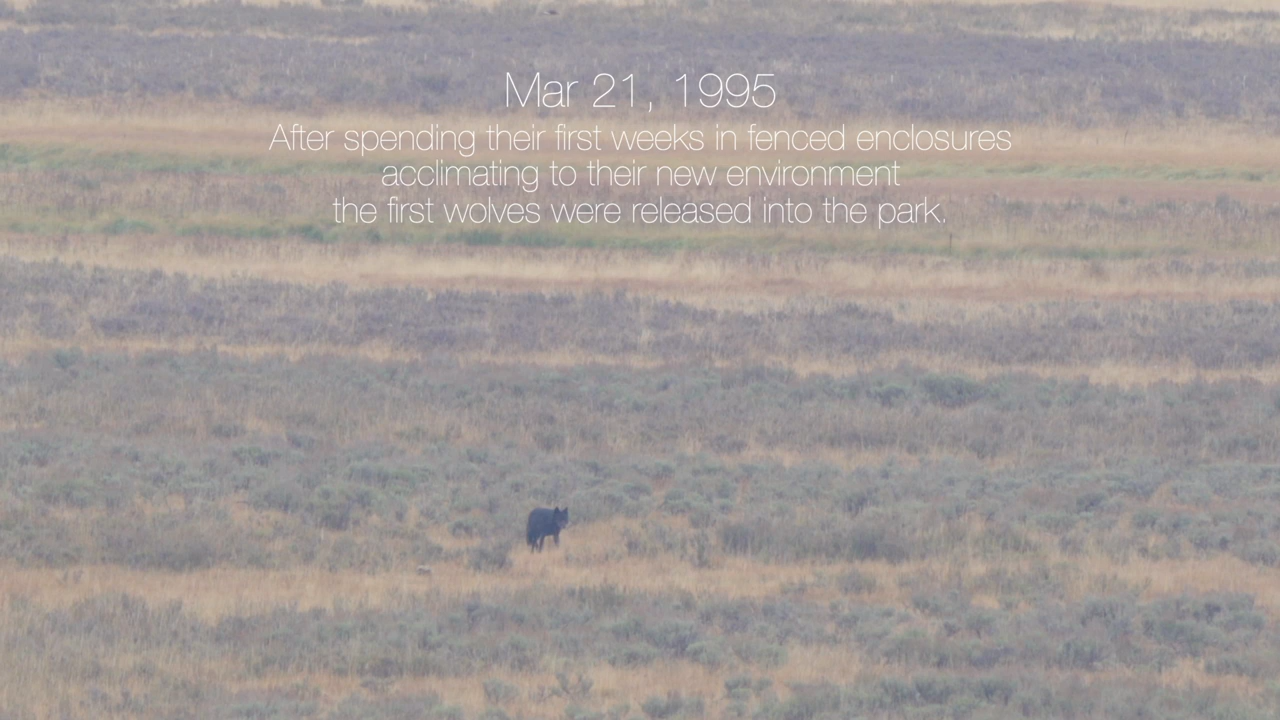 Mar 21, 1995
After spending their first weeks in fenced enclosures
acclimating to their new environment
the first wolves were released into the park.